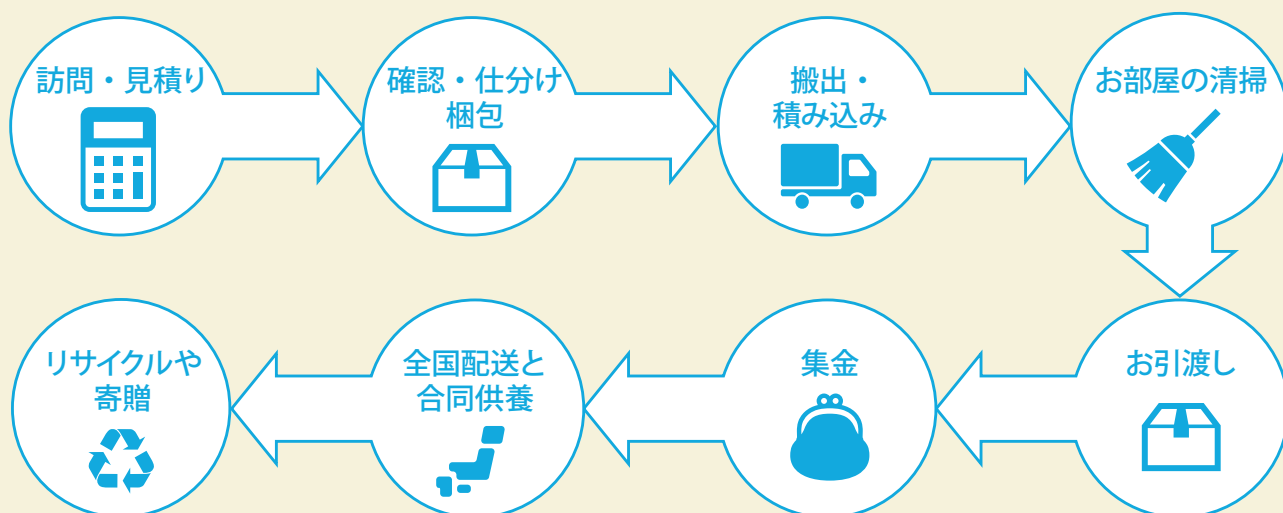 訪問・見積り
確認・仕分け
梱包
搬出・
積み込み
お部屋の清掃
お引渡し
集金
全国配送と
合同供養
リサイクルや
寄贈